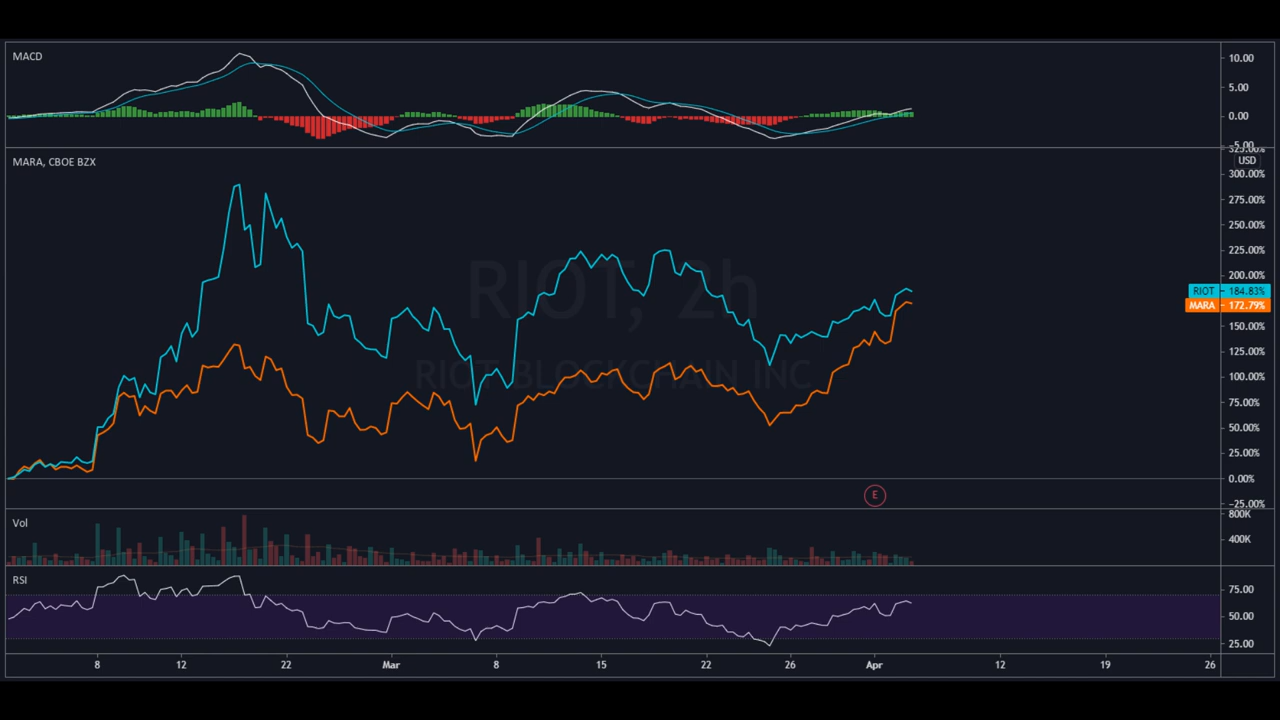 MACD
10.00
5.00
0.00
-5.00
MARA, CBOE BZX
325.00%
USD
300.00%
275.00%
250.00%
225.00%
RIOT, 2h
200.00%
RIOT 184.83%
MARA 172.79%
150.00%
RIOT BLOCKCHAIN INC
125.00%
100.00%
75.00%
50.00%
25.00%
0.00%
E
-25.00%
Vol
800K
400K
RSI
75.00
50.00
25.00
8 12 22 Mar 8 15 22 26 Apr 12 19 26